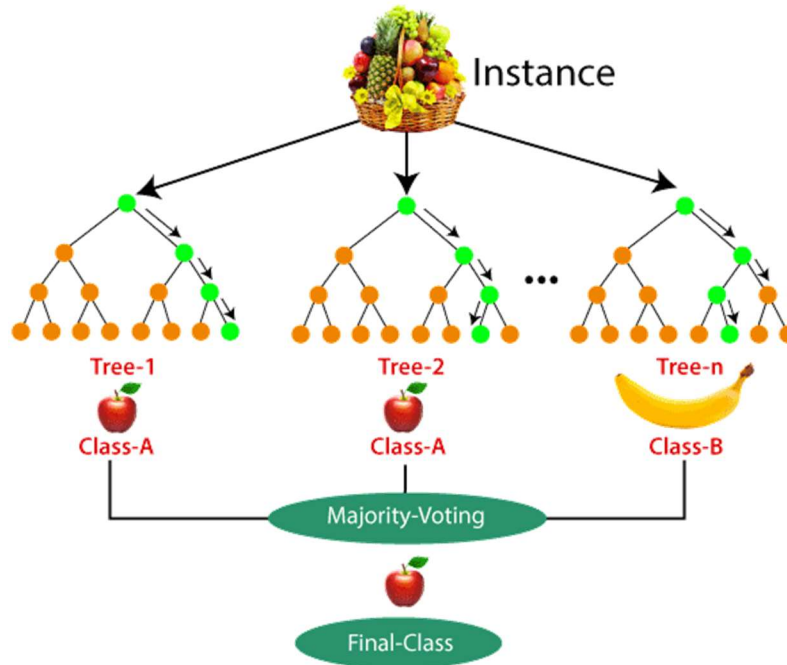 Instance
...
Tree-1
Tree-2
Tree-n
Class-A
Class-A
Class-B
Majority-Voting
Final-Class